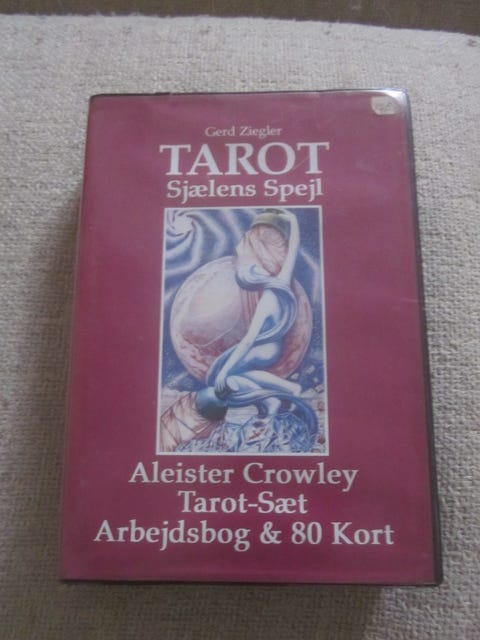 Gerd Ziegler
TAROT
Sjælens Spejl
Aleister Crowley
Tarot-Sæt
Arbejdsbog & 80 Kort